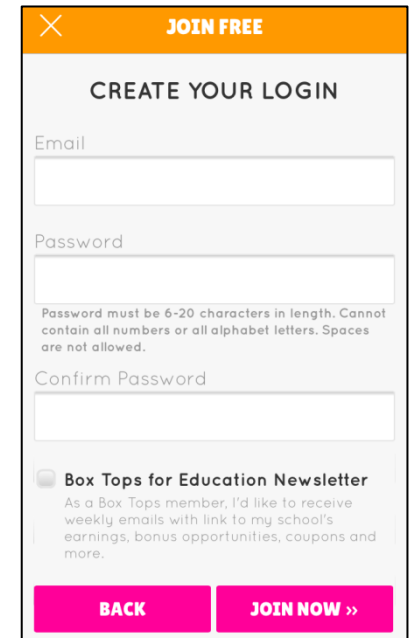 JOIN FREE
CREATE YOUR LOGIN
Email
Password
Password must be 6-20 characters in length. Cannot
contain all numbers or all alphabet letters. Spaces
are not allowed.
Confirm Password
Box Tops for Education Newsletter
As a Box Tops member, I'd like to receive
weekly emails with link to my school's
earnings, bonus opportunities, coupons and
more.
BACK
JOIN NOW »